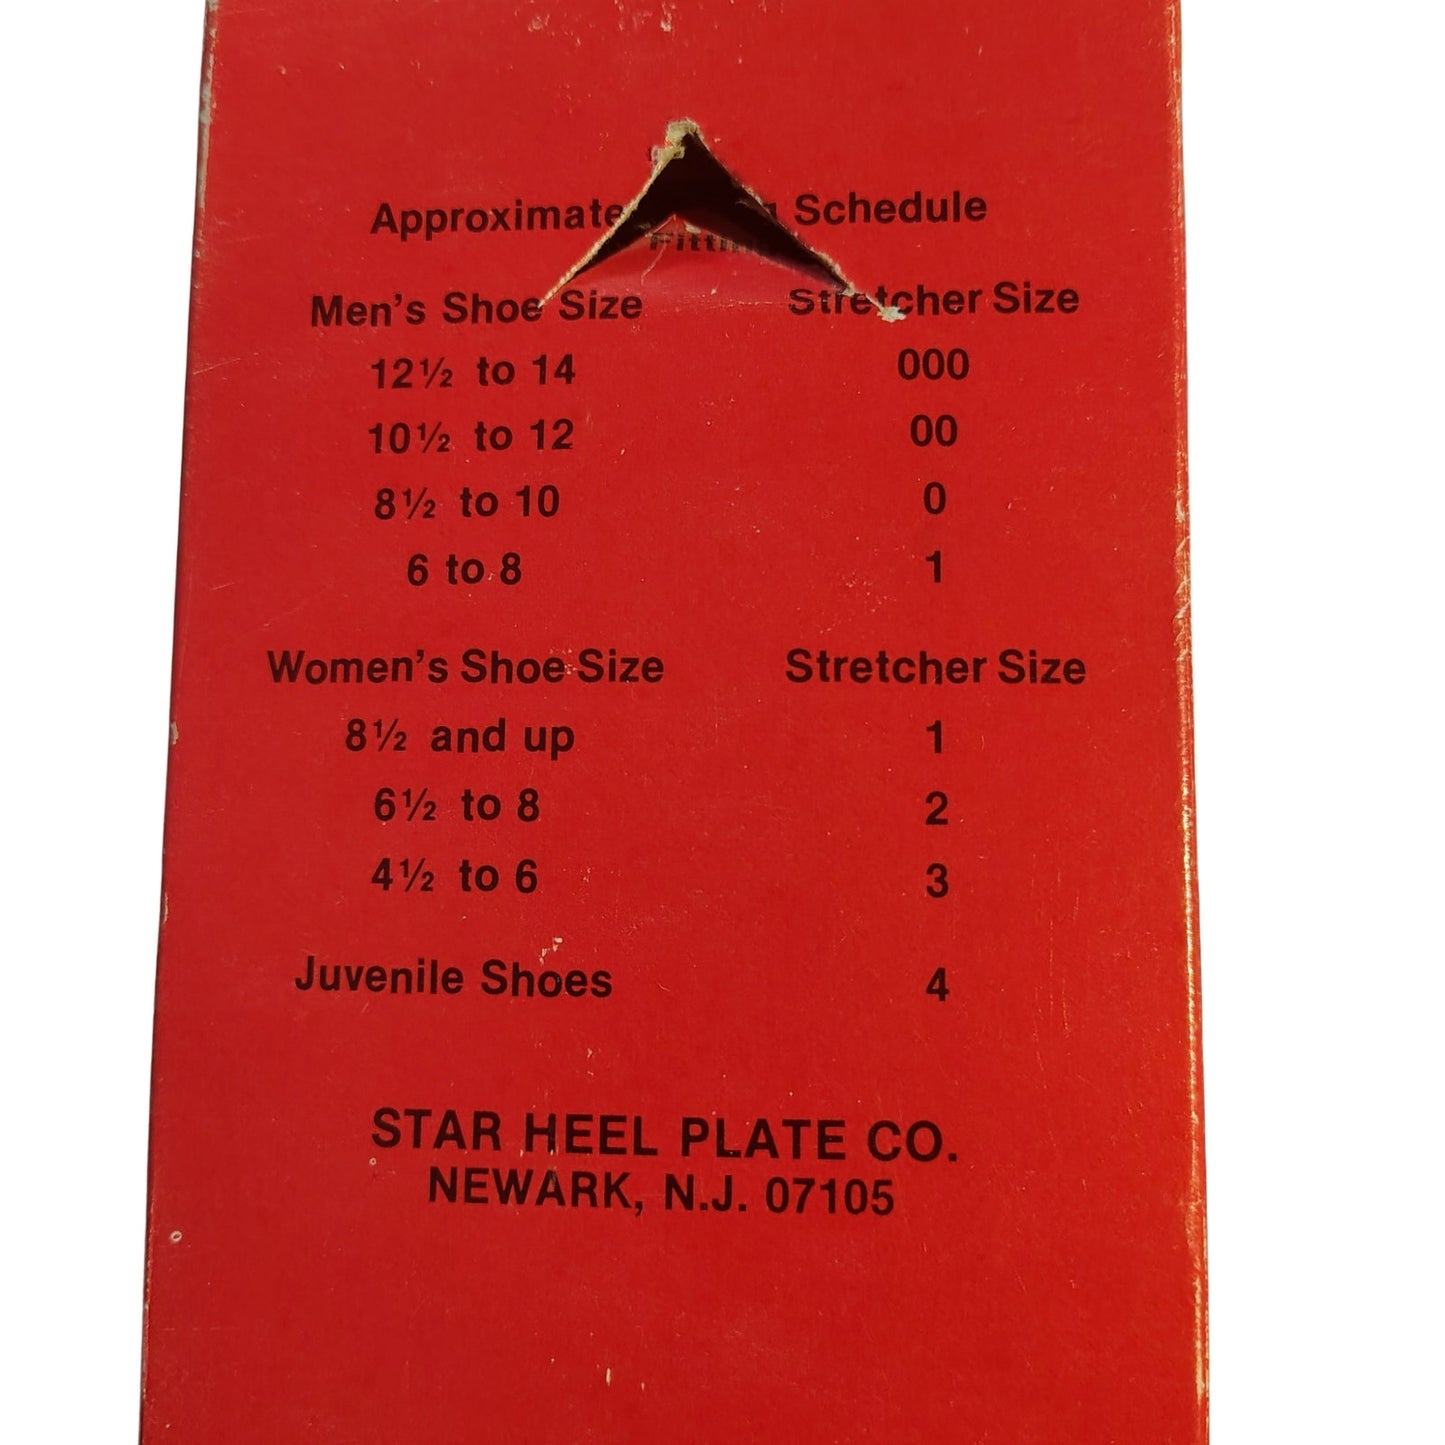 Approximate Fitting Schedule
Men's Shoe Size Stretcher Size
12½ to 14 000
10½ to 12 00
8½ to 10 0
6 to 8 1
Women's Shoe Size Stretcher Size
8½ and up 1
6½ to 8 2
4½ to 6 3
Juvenile Shoes 4
STAR HEEL PLATE CO.
NEWARK, N.J. 07105